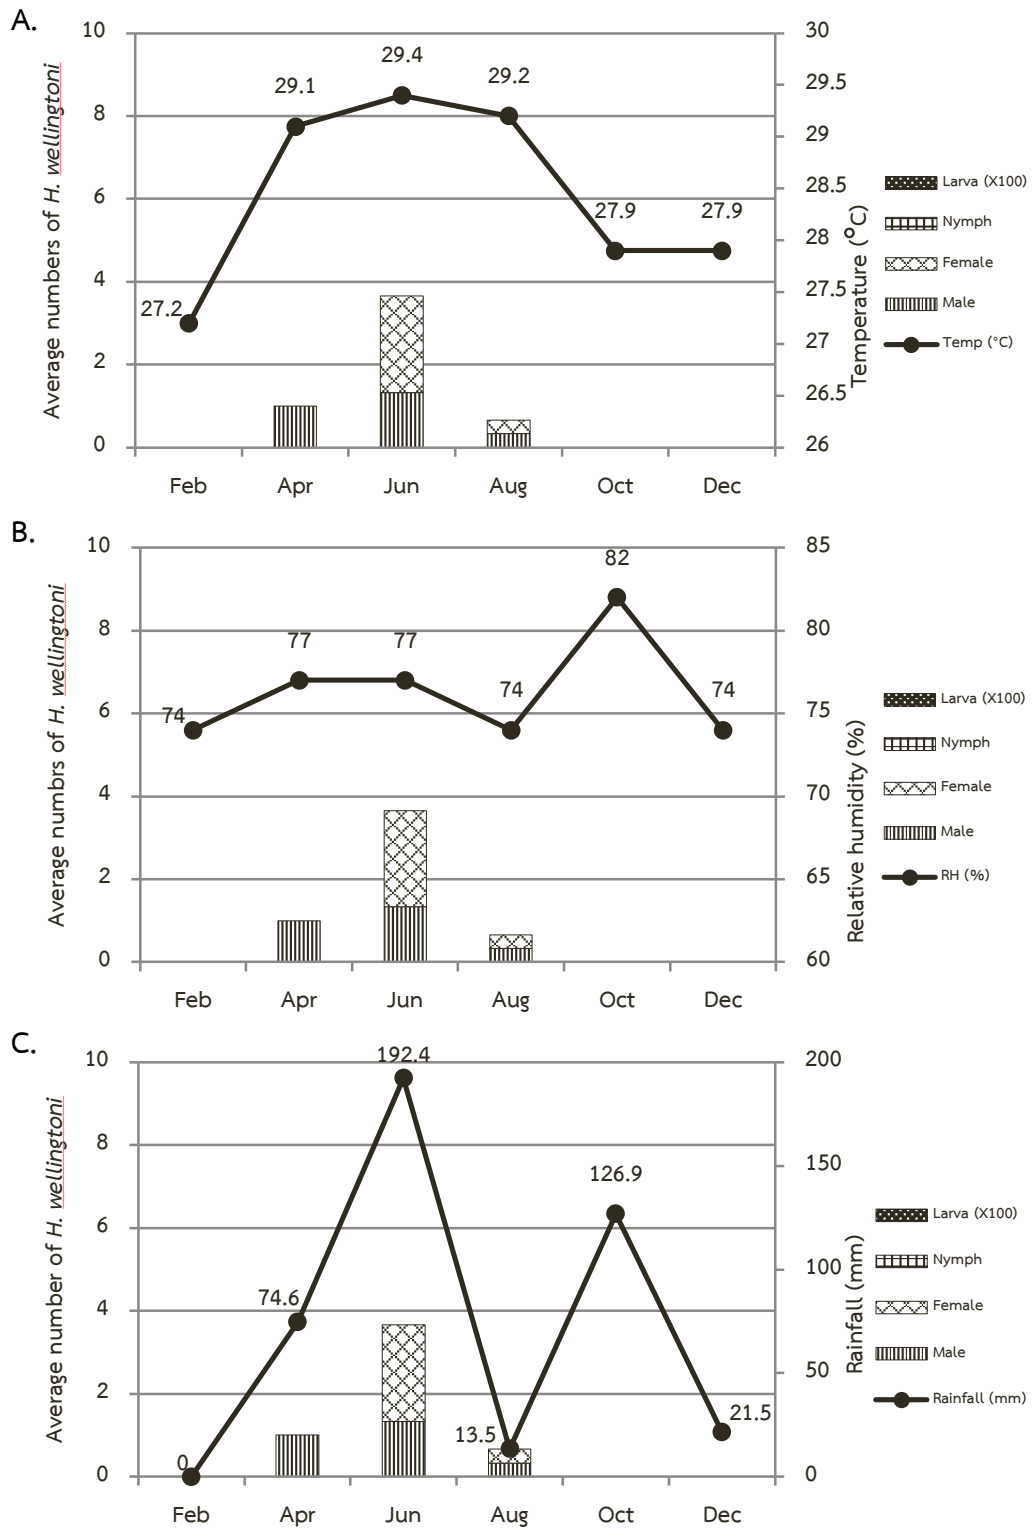 A.
Average numbers of H. wellingtoni
10
8
6
4
2
0
29.4
29.1
29.2
27.2
27.9
27.9
30
29.5
29
28.5
28
27.5
27
26.5
26
Temperature (°C)
Feb Apr Jun Aug Oct Dec
Larva (X100)
Nymph
Female
Male
Temp (°C)
B.
Average numbrs of H. wellingtoni
10
8
6
4
2
0
82
77
77
74
74
74
85
80
75
70
65
60
Relative humidity (%)
Feb Apr Jun Aug Oct Dec
Larva (X100)
Nymph
Female
Male
RH (%)
C.
Average number of H. wellingtoni
10
8
6
4
2
0
192.4
126.9
74.6
13.5
21.5
0
200
150
100
50
0
Rainfall (mm)
Feb Apr Jun Aug Oct Dec
Larva (X100)
Nymph
Female
Male
Rainfall (mm)